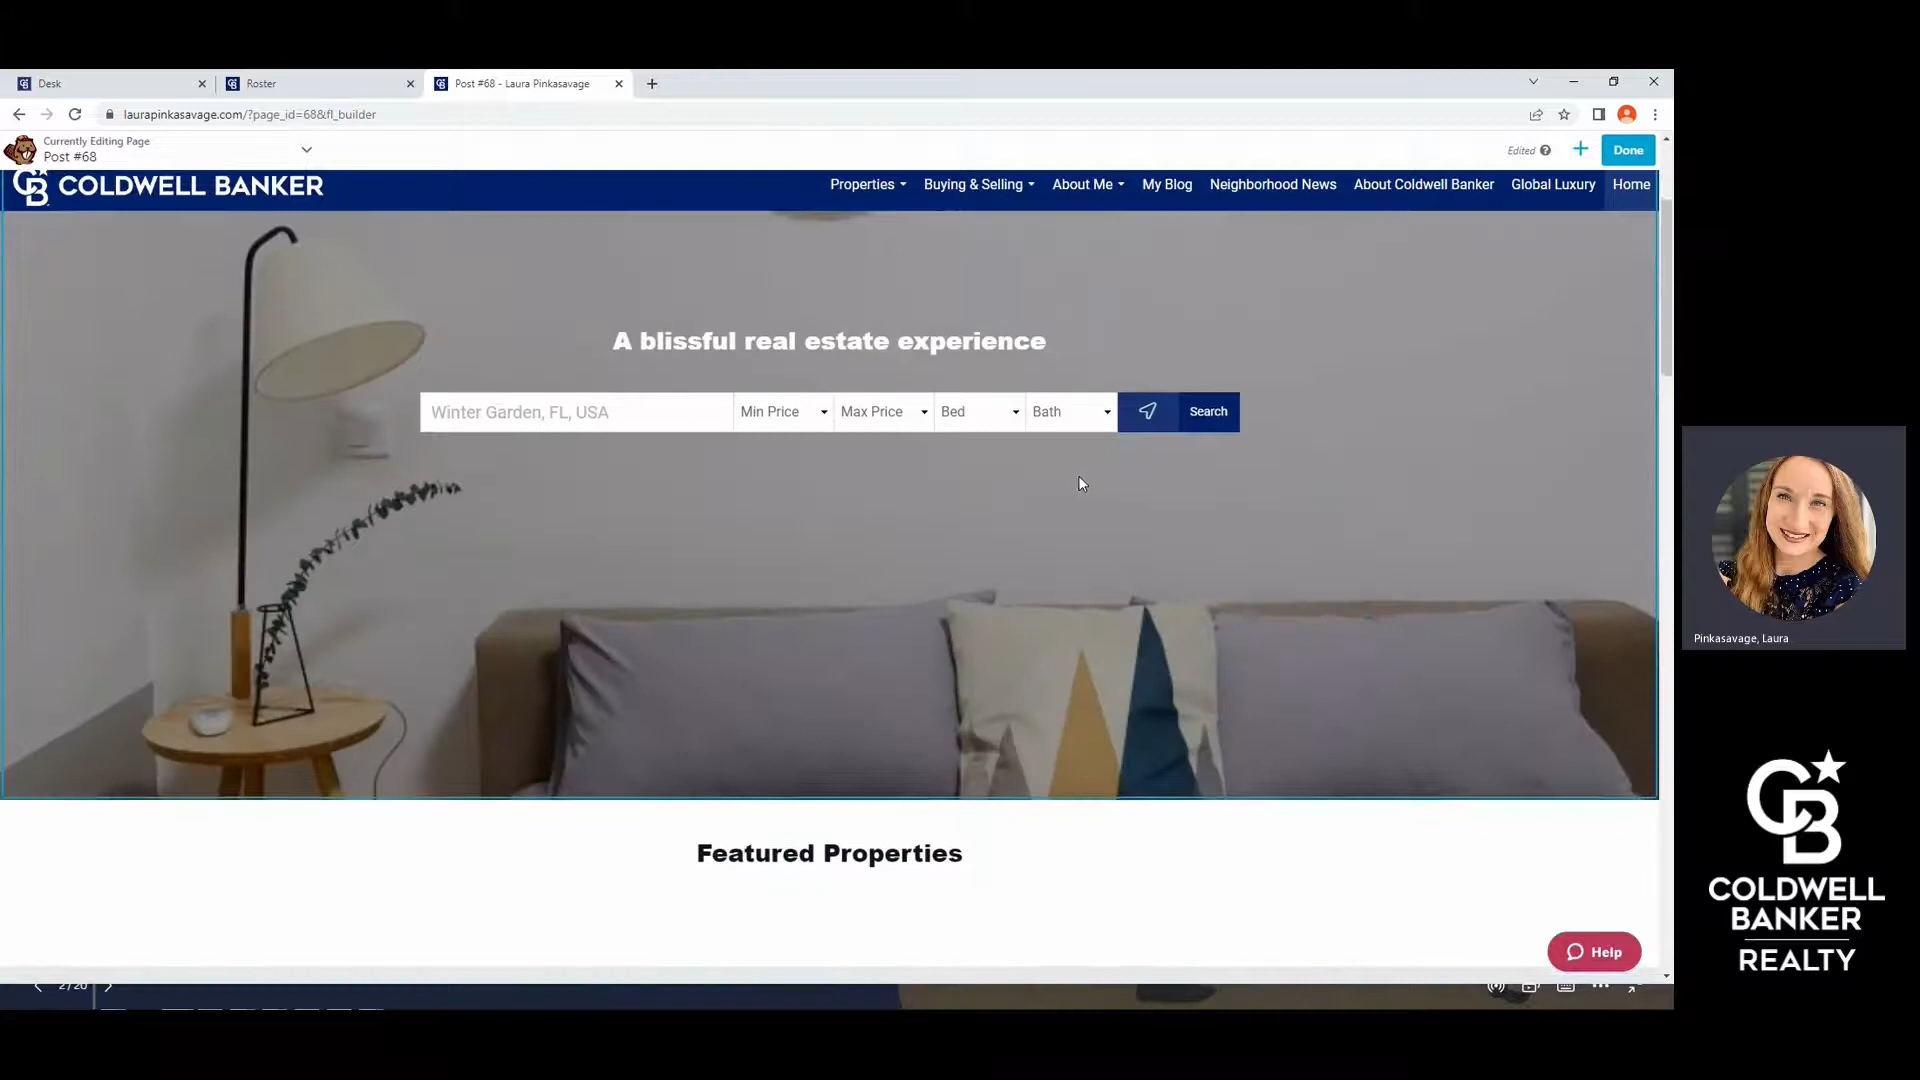 Desk
Roster
Post #68 - Laura Pinkasavage
laurapinkasavage.com/?page_id=68&fl_builder
Currently Editing Page
Post #68
Edited
Done
COLDWELL BANKER
Properties
Buying & Selling
About Me
My Blog
Neighborhood News
About Coldwell Banker
Global Luxury
Home
A blissful real estate experience
Winter Garden, FL, USA
Min Price
Max Price
Bed
Bath
Search
Pinkasavage, Laura
Featured Properties
Help
2/20
CB
COLDWELL
BANKER
REALTY